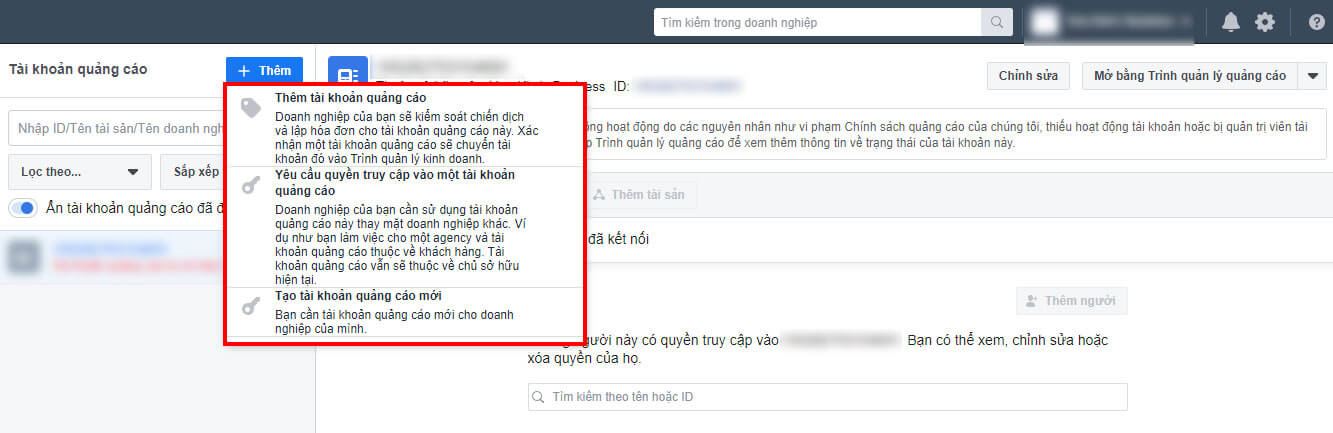 Tìm kiếm trong doanh nghiệp
Tài khoản quảng cáo
+ Thêm
Business ID:
Chỉnh sửa
Mở bằng Trình quản lý quảng cáo
Nhập ID/Tên tài sản/Tên doanh ngh
Lọc theo...
Sắp xếp
Ẩn tài khoản quảng cáo đã đ
Thêm tài khoản quảng cáo
Doanh nghiệp của bạn sẽ kiểm soát chiến dịch
và lập hóa đơn cho tài khoản quảng cáo này. Xác
nhận một tài khoản quảng cáo sẽ chuyển tài
khoản đó vào Trình quản lý kinh doanh.
Yêu cầu quyền truy cập vào một tài khoản
quảng cáo
Doanh nghiệp của bạn cần sử dụng tài khoản
quảng cáo này thay mặt doanh nghiệp khác. Ví
dụ như bạn làm việc cho một agency và tài
khoản quảng cáo thuộc về khách hàng. Tài
khoản quảng cáo vẫn sẽ thuộc về chủ sở hữu
hiện tại.
Tạo tài khoản quảng cáo mới
Bạn cần tài khoản quảng cáo mới cho doanh
nghiệp của mình.
ông hoạt động do các nguyên nhân như vi phạm Chính sách quảng cáo của chúng tôi, thiếu hoạt động tài khoản hoặc bị quản trị viên tài
Trình quản lý quảng cáo để xem thêm thông tin về trạng thái của tài khoản này.
Thêm tài sản
đã kết nối
Thêm người
người này có quyền truy cập vào
Bạn có thể xem, chỉnh sửa hoặc
xóa quyền của họ.
Tìm kiếm theo tên hoặc ID